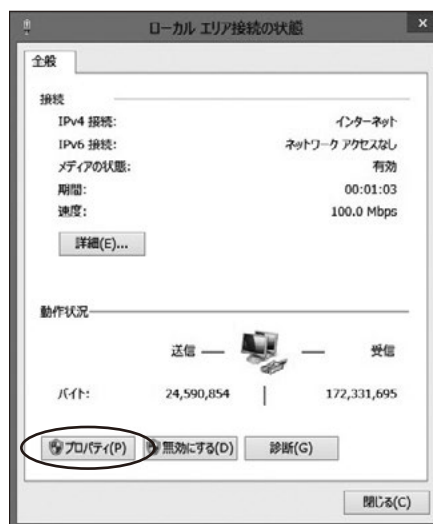 ローカル エリア接続の状態
全般
接続
IPv4 接続: インターネット
IPv6 接続: ネットワーク アクセスなし
メディアの状態: 有効
期間: 00:01:03
速度: 100.0 Mbps
詳細(E)...
動作状況
送信 — — 受信
バイト: 24,590,854 | 172,331,695
プロパティ(P) 無効にする(D) 診断(G)
閉じる(C)